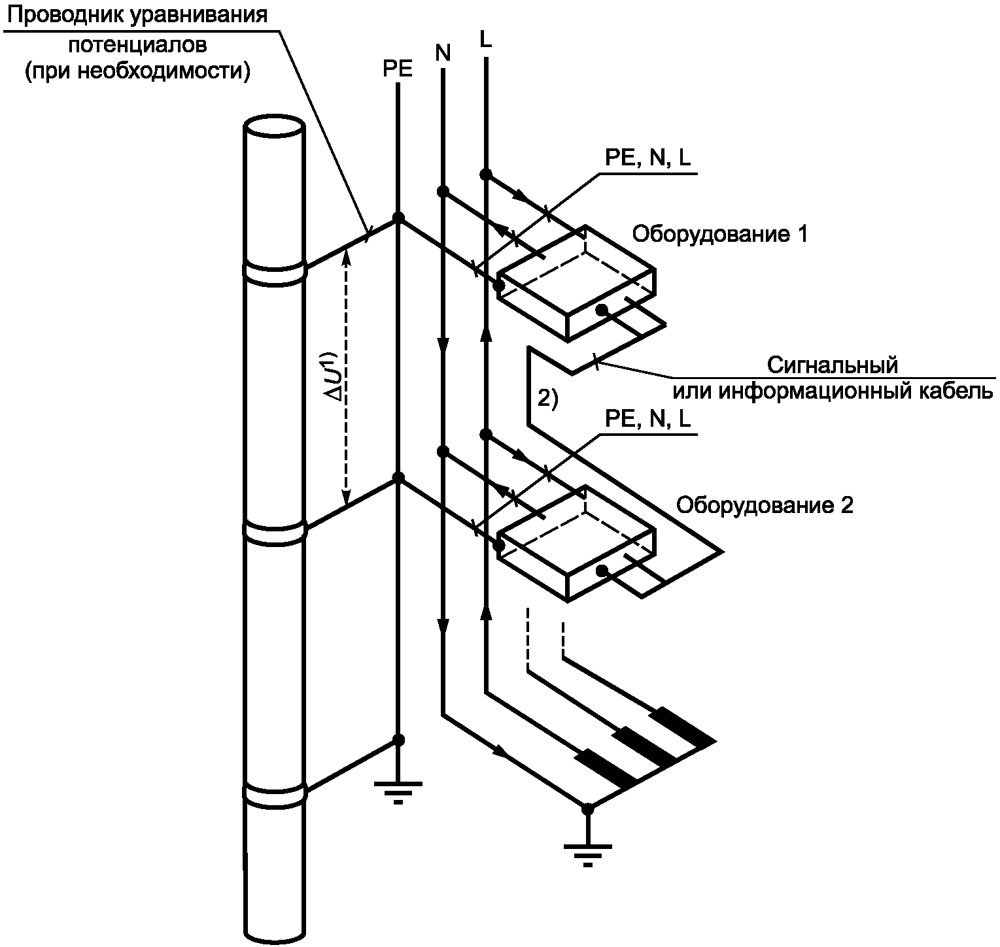 Проводник уравнивания
потенциалов
(при необходимости)
PE
N
L
PE, N, L
Оборудование 1
ΔU¹⁾
Сигнальный
или информационный кабель
2)
PE, N, L
Оборудование 2